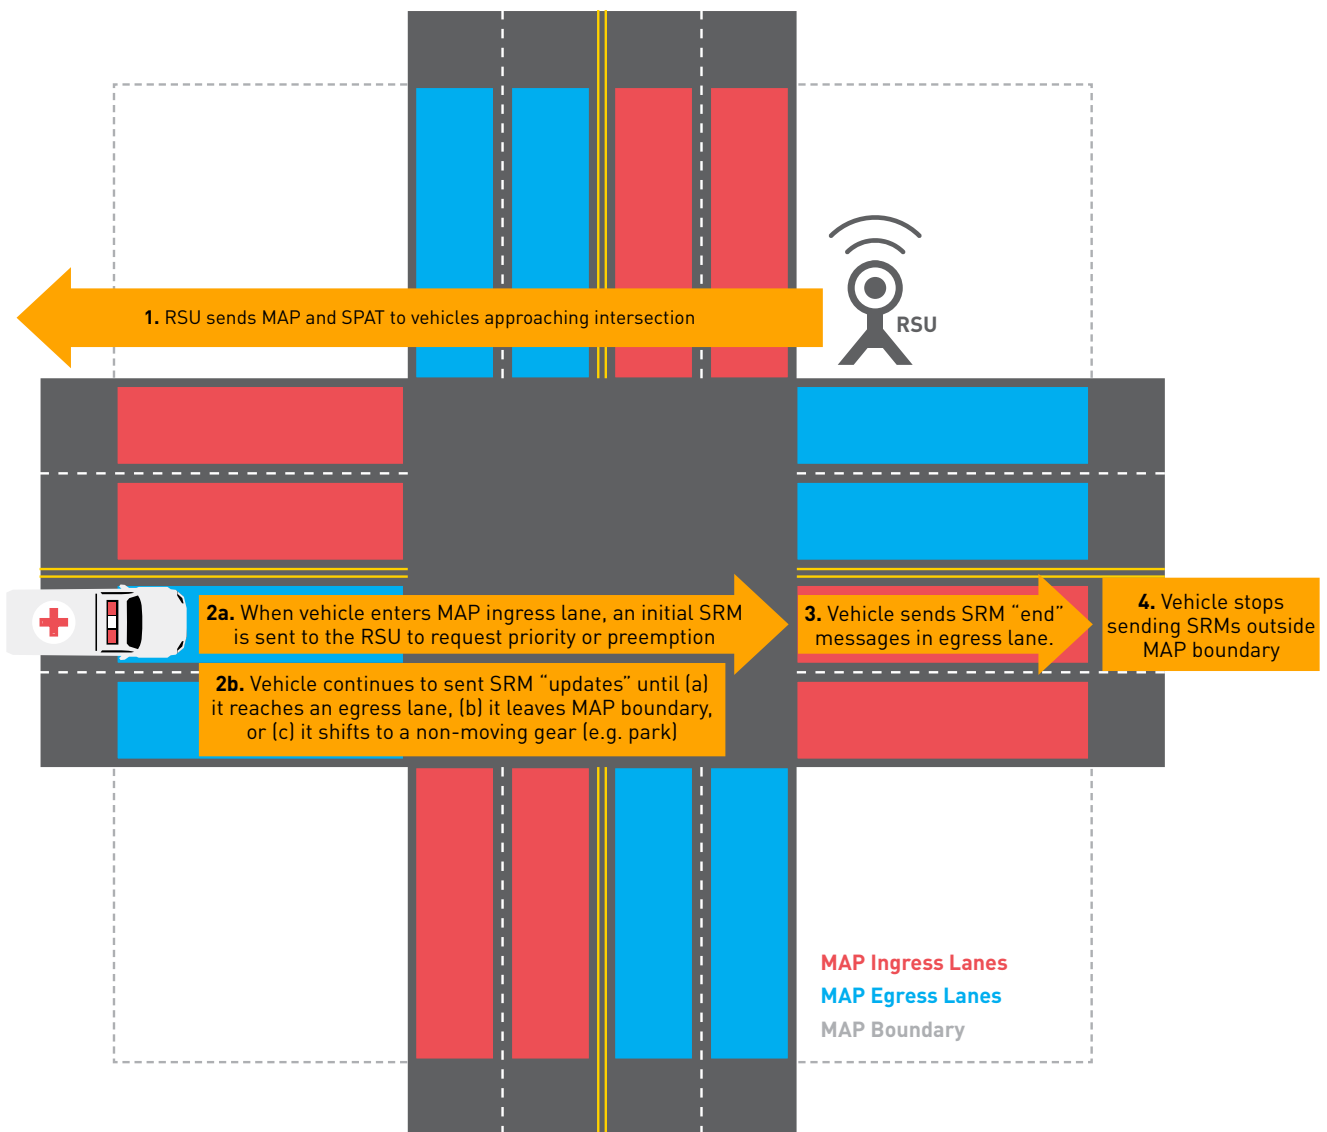 1. RSU sends MAP and SPAT to vehicles approaching intersection
RSU
2a. When vehicle enters MAP ingress lane, an initial SRM
is sent to the RSU to request priority or preemption
2b. Vehicle continues to sent SRM “updates” until (a)
it reaches an egress lane, (b) it leaves MAP boundary,
or (c) it shifts to a non-moving gear (e.g. park)
3. Vehicle sends SRM “end”
messages in egress lane.
4. Vehicle stops
sending SRMs outside
MAP boundary
MAP Ingress Lanes
MAP Egress Lanes
MAP Boundary